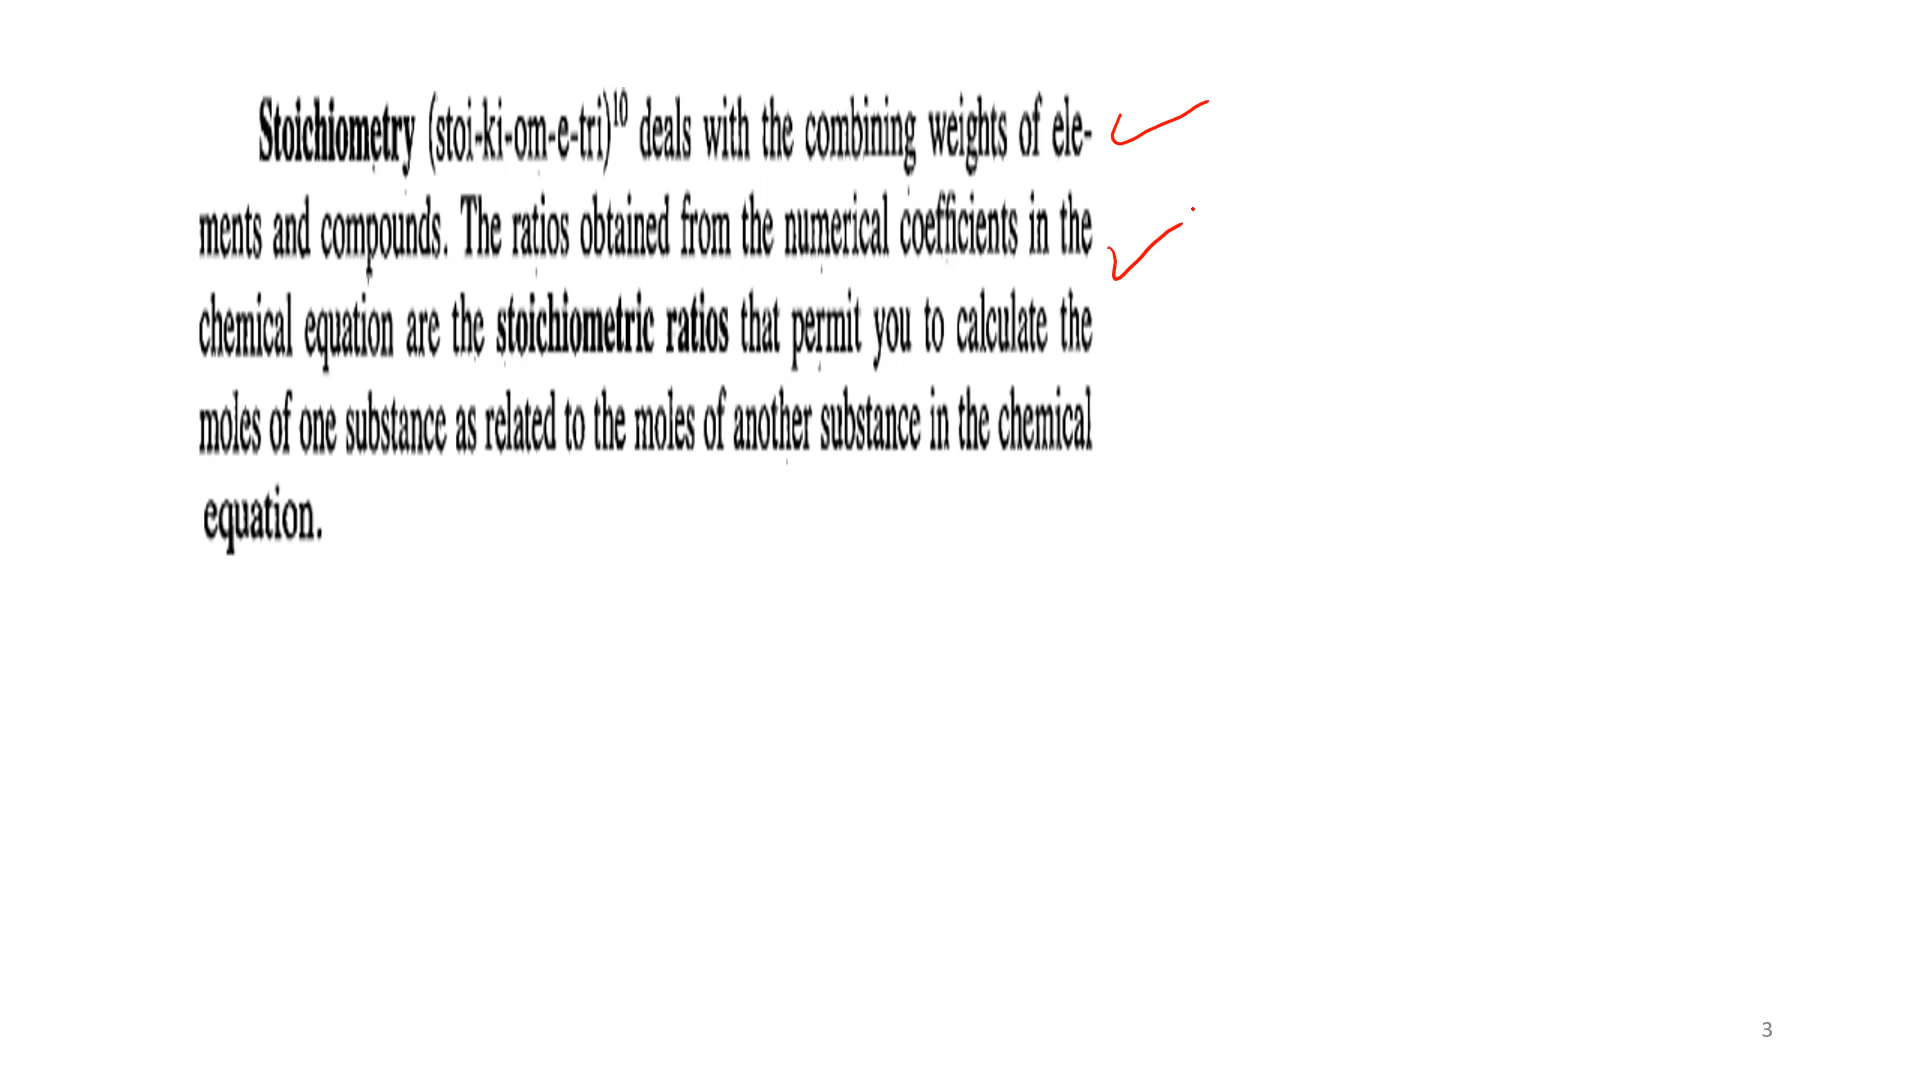 Stoichiometry (stoi-ki-om-e-tri)¹⁰ deals with the combining weights of ele-
ments and compounds. The ratios obtained from the numerical coefficients in the
chemical equation are the stoichiometric ratios that permit you to calculate the
moles of one substance as related to the moles of another substance in the chemical
equation.
3